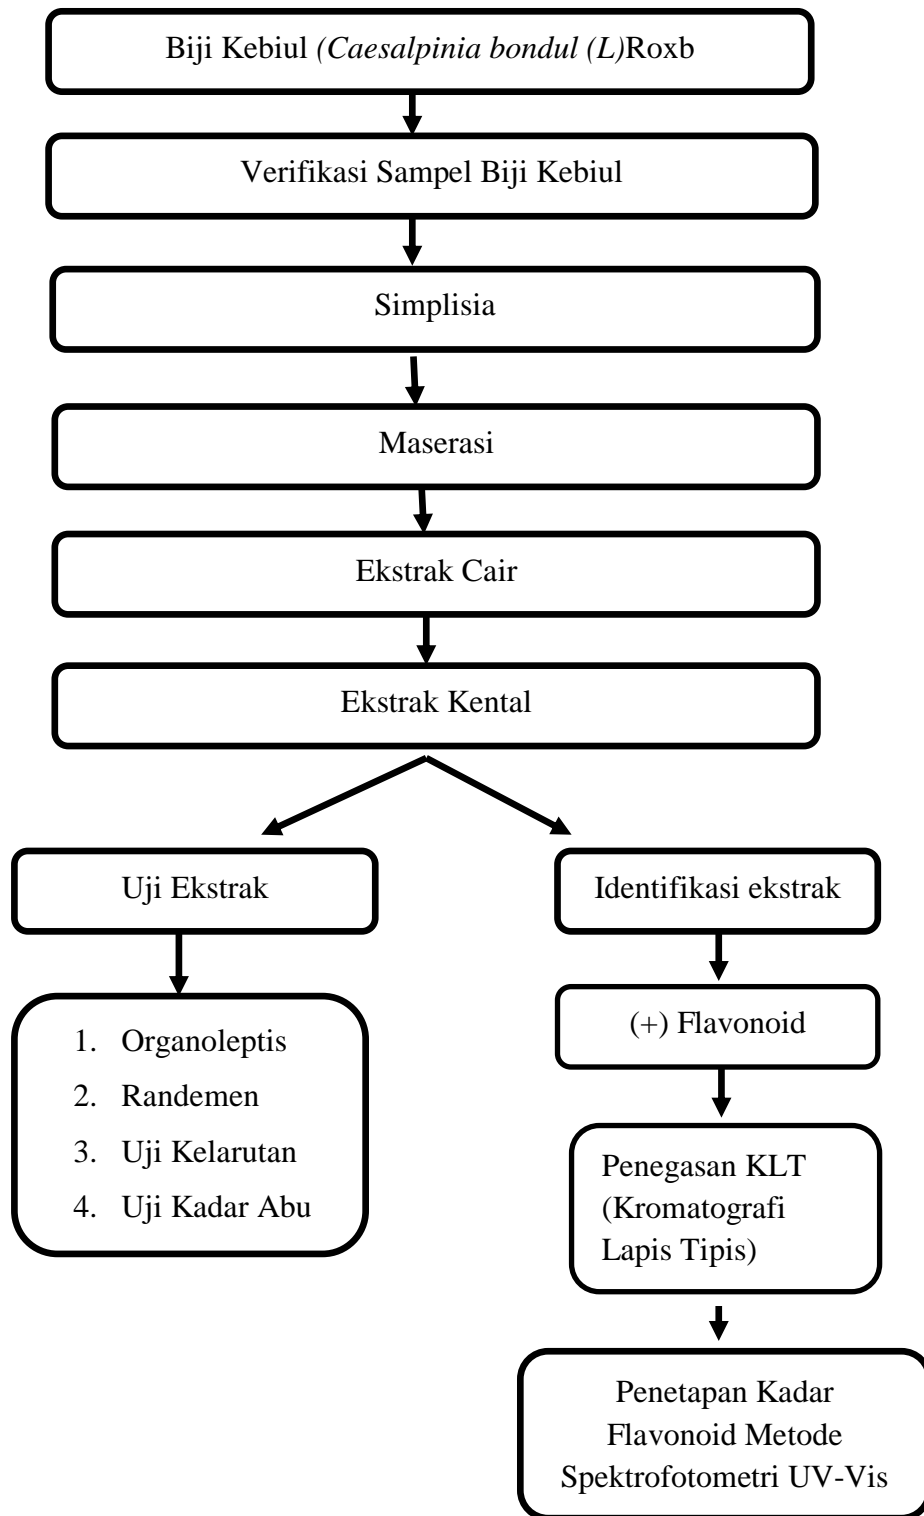 Biji Kebiul (Caesalpinia bondul (L)Roxb
Verifikasi Sampel Biji Kebiul
Simplisia
Maserasi
Ekstrak Cair
Ekstrak Kental
Uji Ekstrak
1. Organoleptis
2. Randemen
3. Uji Kelarutan
4. Uji Kadar Abu
Identifikasi ekstrak
(+) Flavonoid
Penegasan KLT
(Kromatografi
Lapis Tipis)
Penetapan Kadar
Flavonoid Metode
Spektrofotometri UV-Vis